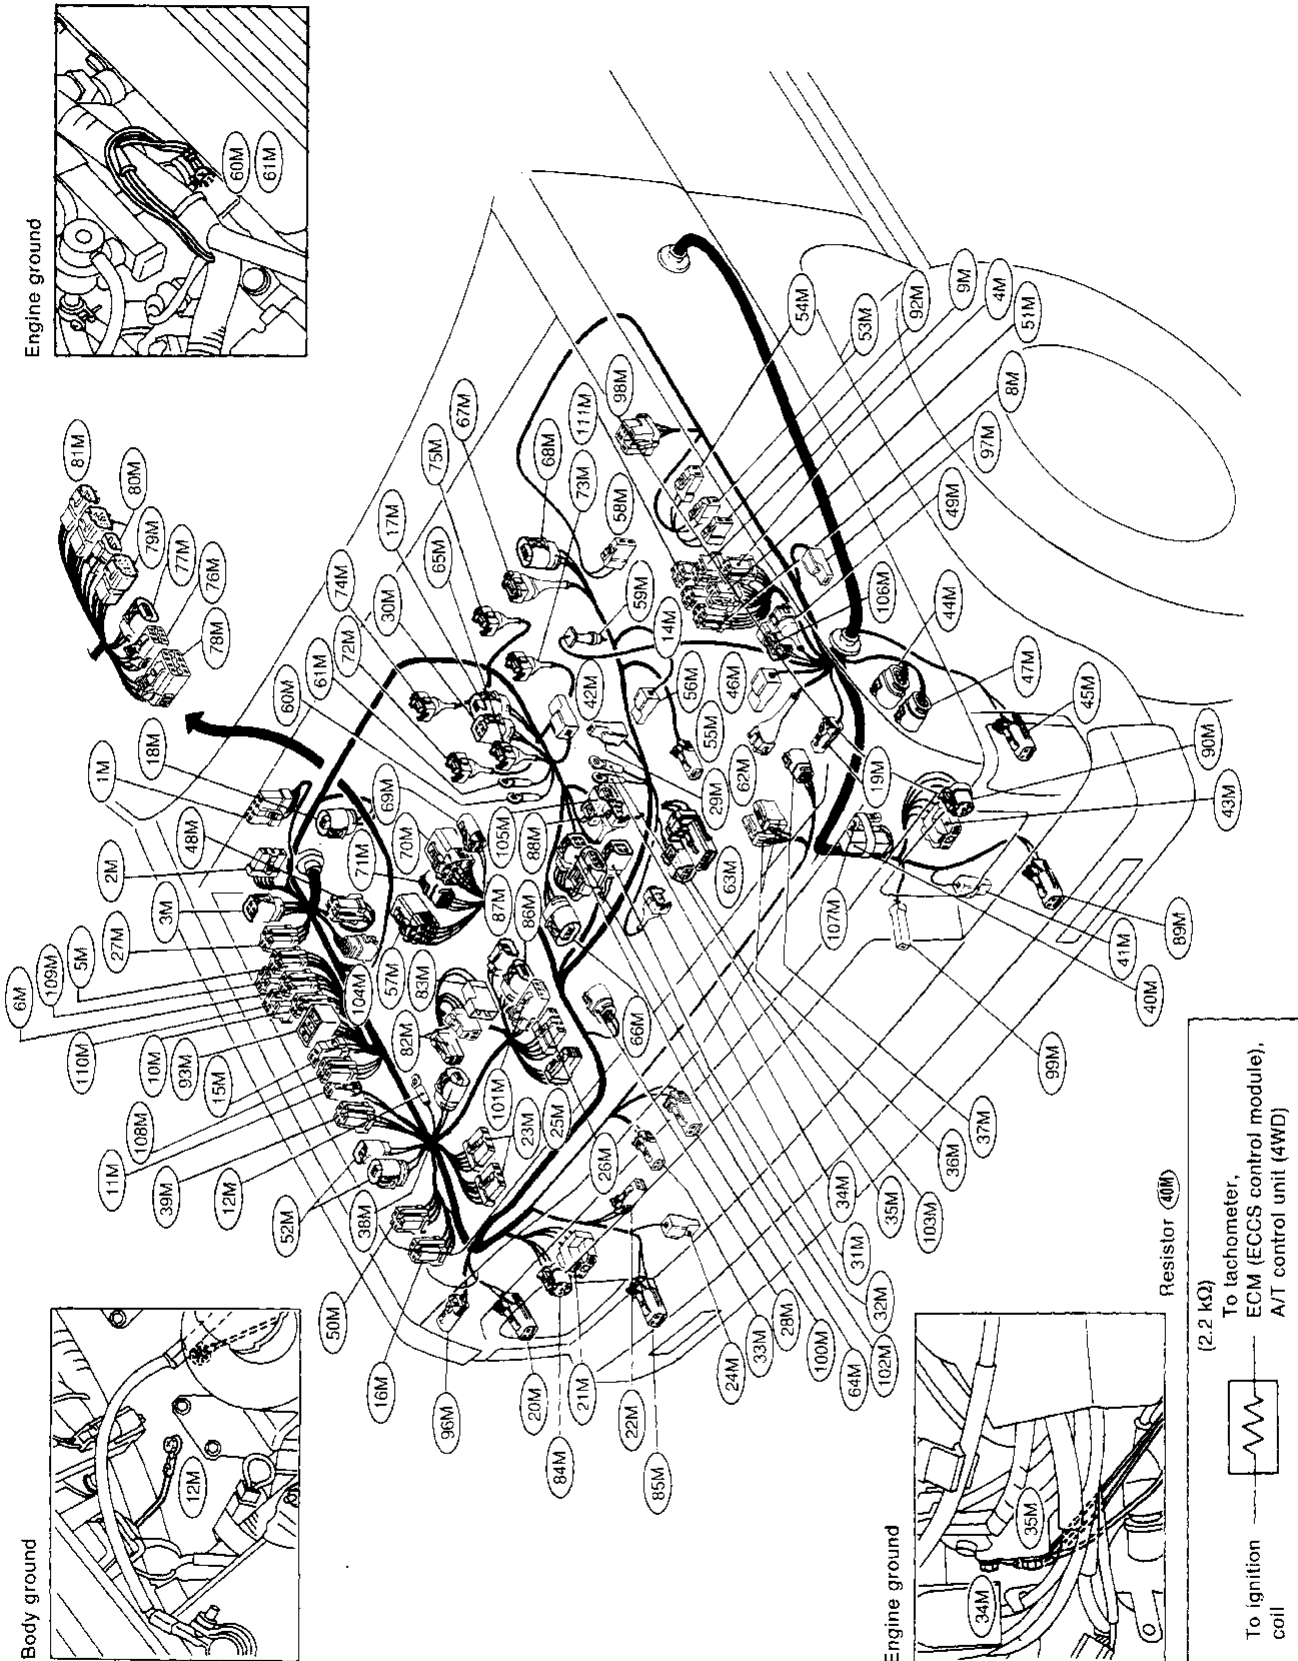 Engine ground
60M
61M
81M
80M
79M
77M
76M
78M
1M
18M
48M
2M
3M
27M
5M
109M
6M
110M
10M
93M
15M
108M
11M
39M
12M
52M
38M
50M
16M
96M
20M
84M
21M
22M
85M
24M
33M
28M
100M
64M
102M
32M
31M
34M
35M
103M
36M
37M
99M
40M
41M
89M
43M
90M
45M
47M
44M
106M
49M
97M
8M
51M
4M
9M
92M
53M
54M
98M
111M
58M
73M
68M
67M
75M
65M
17M
30M
74M
72M
61M
60M
59M
14M
42M
56M
46M
55M
62M
29M
19M
63M
107M
69M
70M
71M
105M
88M
87M
86M
104M
57M
83M
82M
66M
101M
23M
25M
26M
Body ground
12M
Engine ground
34M
35M
Resistor 40M
(2.2 kΩ)
To ignition
coil
To tachometer,
ECM (ECCS control module),
A/T control unit (4WD)